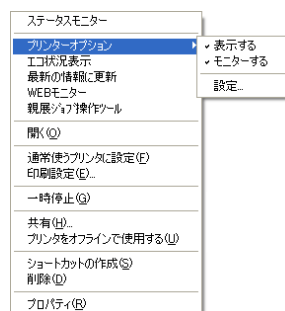 ステータスモニター
プリンターオプション
表示する
モニターする
設定...
エコ状況表示
最新の情報に更新
WEBモニター
親展ジョブ操作ツール
開く(O)
通常使うプリンタに設定(F)
印刷設定(E)...
一時停止(G)
共有(H)...
プリンタをオフラインで使用する(U)
ショートカットの作成(S)
削除(D)
プロパティ(R)